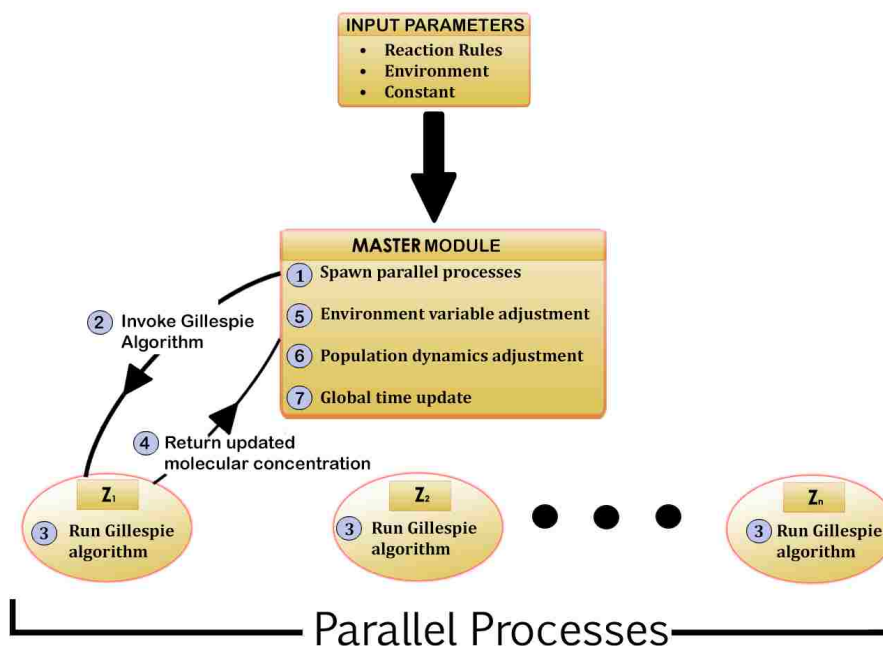 INPUT PARAMETERS
• Reaction Rules
• Environment
• Constant
MASTER MODULE
1 Spawn parallel processes
5 Environment variable adjustment
6 Population dynamics adjustment
7 Global time update
2 Invoke Gillespie
Algorithm
4 Return updated
molecular concentration
Z₁
3 Run Gillespie
algorithm
Z₂
3 Run Gillespie
algorithm
Zₙ
3 Run Gillespie
algorithm
Parallel Processes